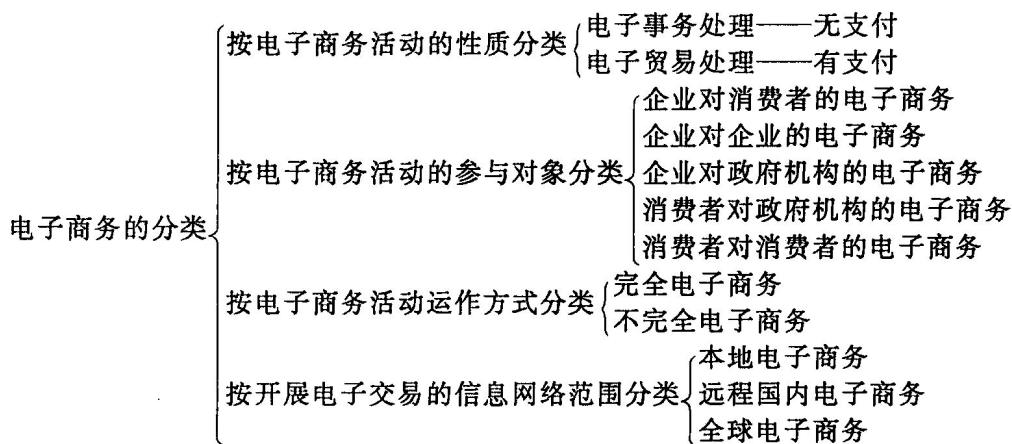 电子商务的分类
按电子商务活动的性质分类
电子事务处理——无支付
电子贸易处理——有支付
按电子商务活动的参与对象分类
企业对消费者的电子商务
企业对企业的电子商务
企业对政府机构的电子商务
消费者对政府机构的电子商务
消费者对消费者的电子商务
按电子商务活动运作方式分类
完全电子商务
不完全电子商务
按开展电子交易的信息网络范围分类
本地电子商务
远程国内电子商务
全球电子商务